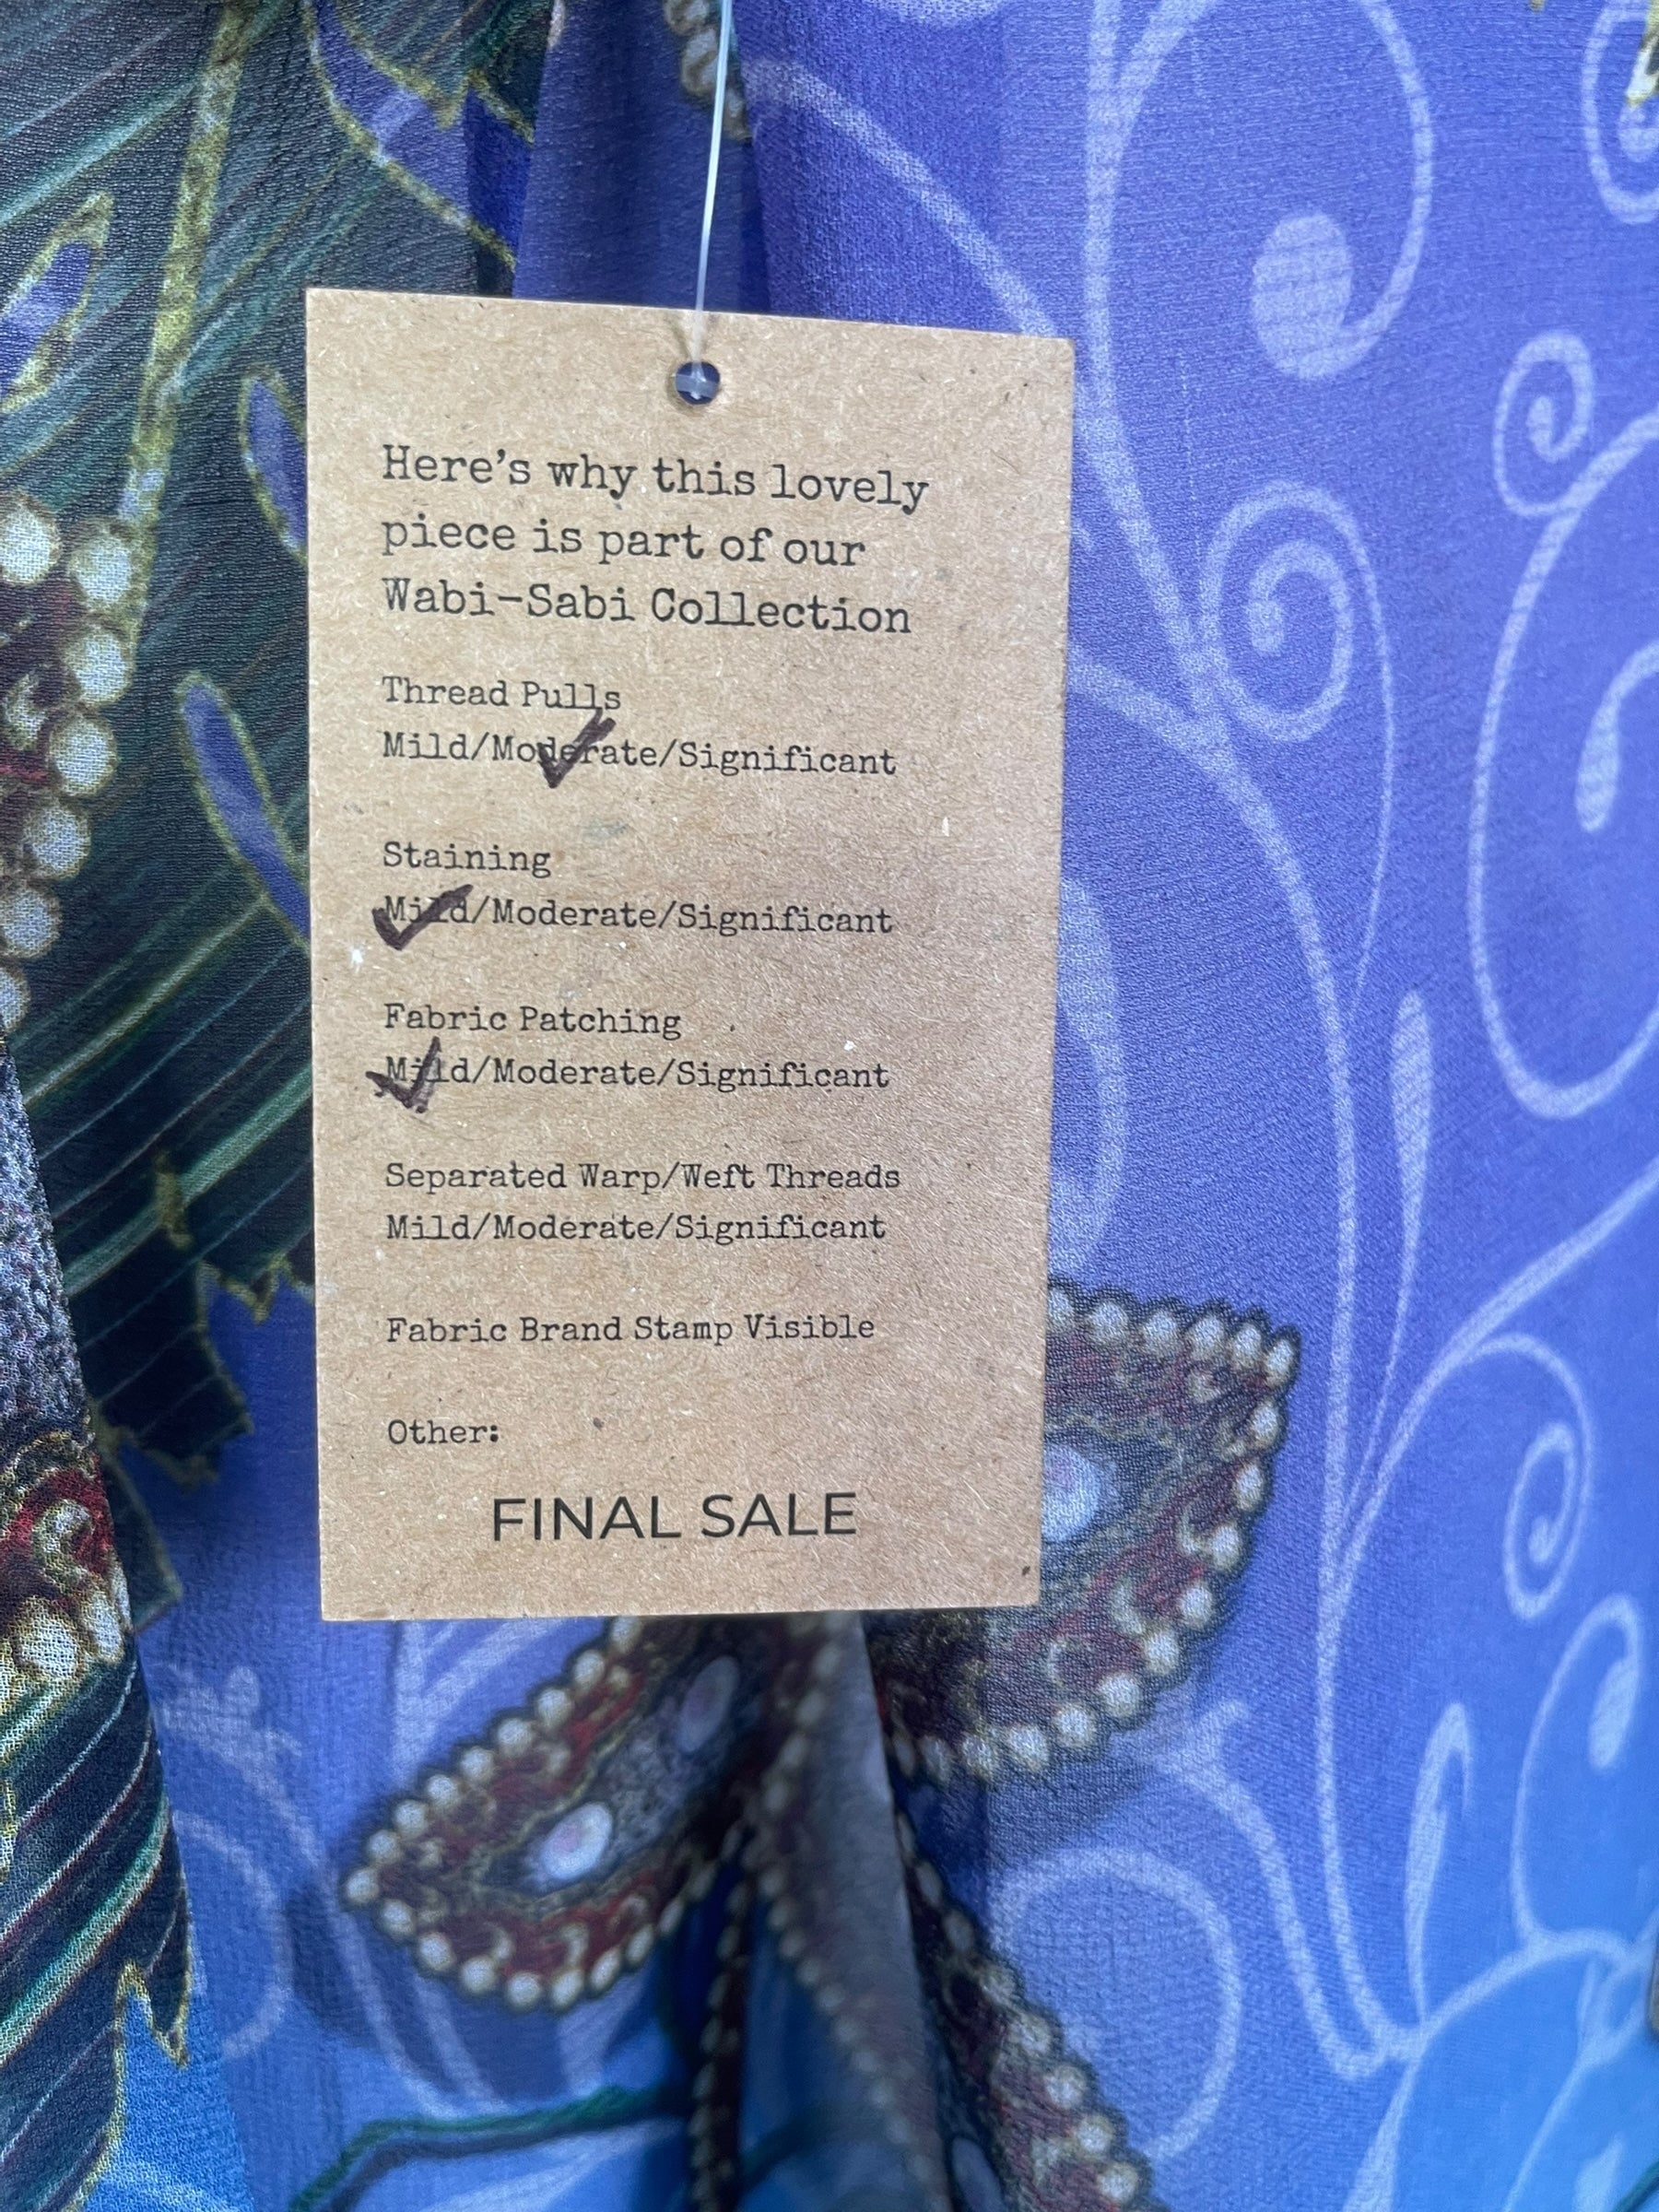 Here's why this lovely
piece is part of our
Wabi-Sabi Collection
Thread Pulls
Mild/Moderate/Significant
Staining
Mild/Moderate/Significant
Fabric Patching
Mild/Moderate/Significant
Separated Warp/Weft Threads
Mild/Moderate/Significant
Fabric Brand Stamp Visible
Other:
FINAL SALE